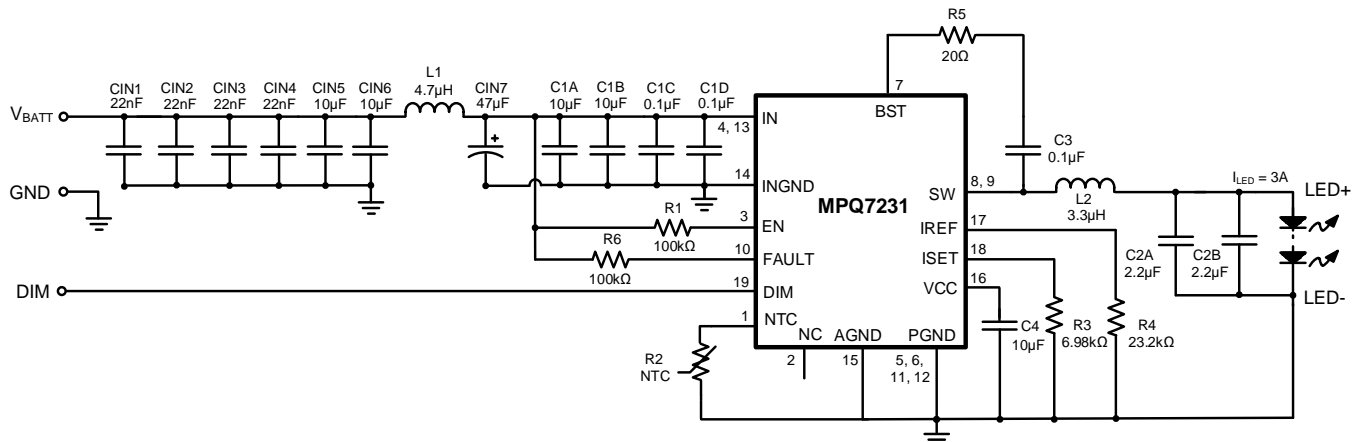 R5
20Ω
CIN1
22nF
CIN2
22nF
CIN3
22nF
CIN4
22nF
CIN5
10µF
CIN6
10µF
L1
4.7µH
CIN7
47µF
+
C1A
10µF
C1B
10µF
C1C
0.1µF
C1D
0.1µF
VBATT
GND
DIM
4, 13
IN
14
INGND
R1
100kΩ
3
EN
R6
100kΩ
10
FAULT
19
DIM
1
NTC
R2
NTC
NC
2
AGND
15
PGND
5, 6,
11, 12
MPQ7231
7
BST
C3
0.1µF
SW
8, 9
L2
3.3µH
IREF
17
ISET
18
VCC
16
C4
10µF
R3
6.98kΩ
R4
23.2kΩ
C2A
2.2µF
C2B
2.2µF
ILED = 3A
LED+
LED-